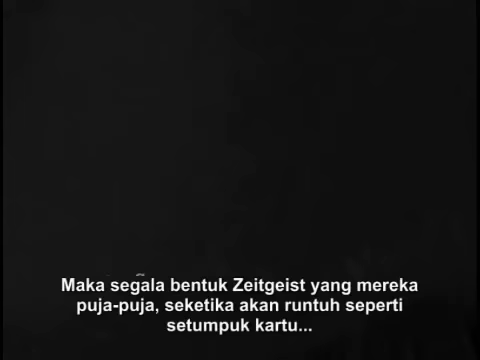 Maka segala bentuk Zeitgeist yang mereka
puja-puja, seketika akan runtuh seperti
setumpuk kartu...